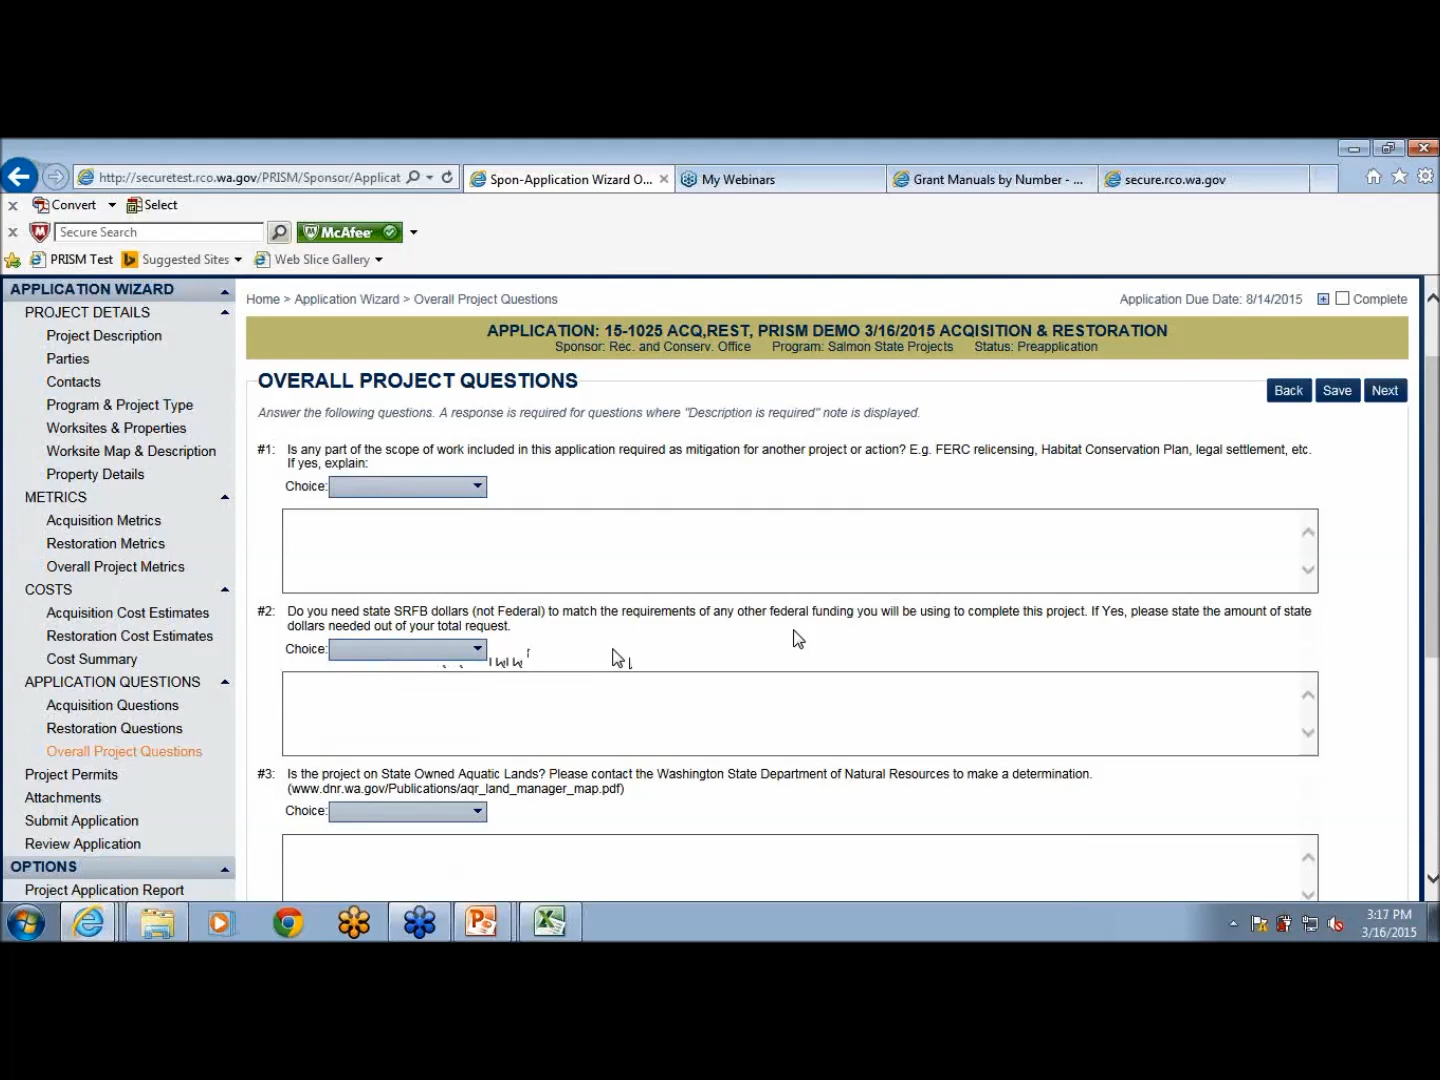 http://securetest.rco.wa.gov/PRISM/Sponsor/Applicat
Spon-Application Wizard O...
My Webinars
Grant Manuals by Number - ...
secure.rco.wa.gov
x Convert Select
x Secure Search McAfee
PRISM Test Suggested Sites Web Slice Gallery
APPLICATION WIZARD
PROJECT DETAILS
Project Description
Parties
Contacts
Program & Project Type
Worksites & Properties
Worksite Map & Description
Property Details
METRICS
Acquisition Metrics
Restoration Metrics
Overall Project Metrics
COSTS
Acquisition Cost Estimates
Restoration Cost Estimates
Cost Summary
APPLICATION QUESTIONS
Acquisition Questions
Restoration Questions
Overall Project Questions
Project Permits
Attachments
Submit Application
Review Application
OPTIONS
Project Application Report
Home > Application Wizard > Overall Project Questions
Application Due Date: 8/14/2015 Complete
APPLICATION: 15-1025 ACQ,REST, PRISM DEMO 3/16/2015 ACQISITION & RESTORATION
Sponsor: Rec. and Conserv. Office Program: Salmon State Projects Status: Preapplication
OVERALL PROJECT QUESTIONS
Back Save Next
Answer the following questions. A response is required for questions where "Description is required" note is displayed.
#1: Is any part of the scope of work included in this application required as mitigation for another project or action? E.g. FERC relicensing, Habitat Conservation Plan, legal settlement, etc.
If yes, explain:
Choice:
#2: Do you need state SRFB dollars (not Federal) to match the requirements of any other federal funding you will be using to complete this project. If Yes, please state the amount of state
dollars needed out of your total request.
Choice:
#3: Is the project on State Owned Aquatic Lands? Please contact the Washington State Department of Natural Resources to make a determination.
(www.dnr.wa.gov/Publications/aqr_land_manager_map.pdf)
Choice:
3:17 PM
3/16/2015